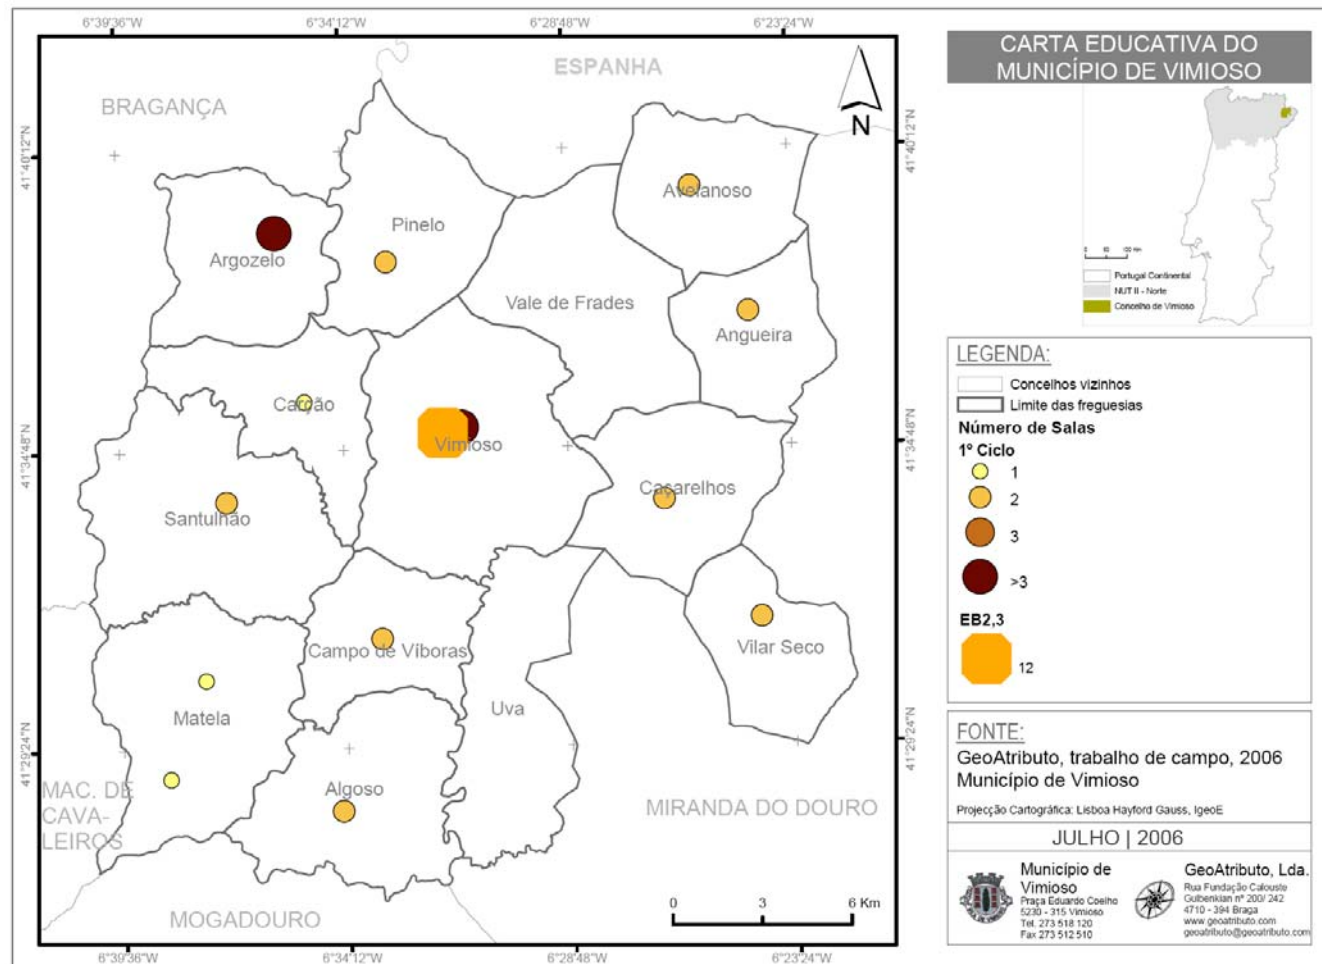 6°39'36"W
6°34'12"W
6°28'48"W
6°23'24"W
BRAGANÇA
ESPANHA
N
41°40'12"N
41°40'12"N
Avelanoso
Pinelo
Argozelo
Vale de Frades
Angueira
Carção
Vimioso
41°34'48"N
41°34'48"N
Caçarelhos
Santulhão
Campo de Víboras
Vilar Seco
Uva
Matela
41°29'24"N
41°29'24"N
Algoso
MAC. DE
CAVA-
LEIROS
MIRANDA DO DOURO
MOGADOURO
0 3 6 Km
6°39'36"W
6°34'12"W
6°28'48"W
6°23'24"W
CARTA EDUCATIVA DO
MUNICÍPIO DE VIMIOSO
Portugal Continental
NUT II - Norte
Concelho de Vimioso
LEGENDA:
Concelhos vizinhos
Limite das freguesias
Número de Salas
1º Ciclo
1
2
3
>3
EB2,3
12
FONTE:
GeoAtributo, trabalho de campo, 2006
Município de Vimioso
Projecção Cartográfica: Lisboa Hayford Gauss, IgeoE
JULHO | 2006
Município de
Vimioso
Praça Eduardo Coelho
5230 - 315 Vimioso
Tel. 273 518 120
Fax 273 512 510
GeoAtributo, Lda.
Rua Fundação Calouste
Gulbenkian nº 200/ 242
4710 - 394 Braga
www.geoatributo.com
geoatributo@geoatributo.com